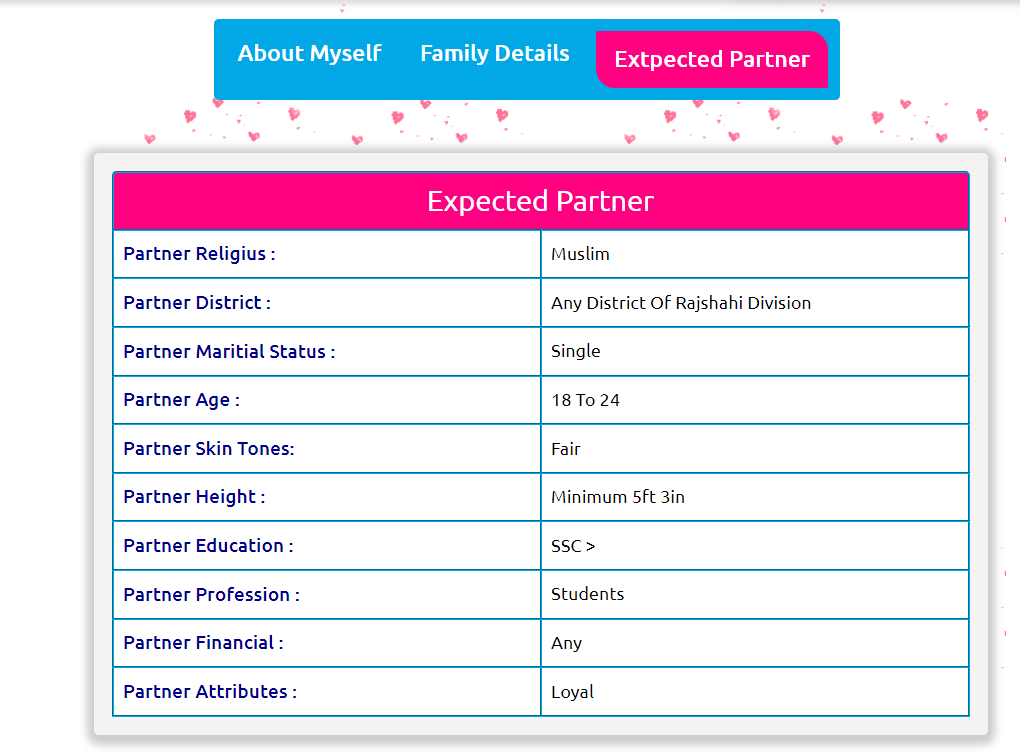 About Myself Family Details Extpected Partner
Expected Partner
Partner Religius : Muslim
Partner District : Any District Of Rajshahi Division
Partner Maritial Status : Single
Partner Age : 18 To 24
Partner Skin Tones: Fair
Partner Height : Minimum 5ft 3in
Partner Education : SSC >
Partner Profession : Students
Partner Financial : Any
Partner Attributes : Loyal